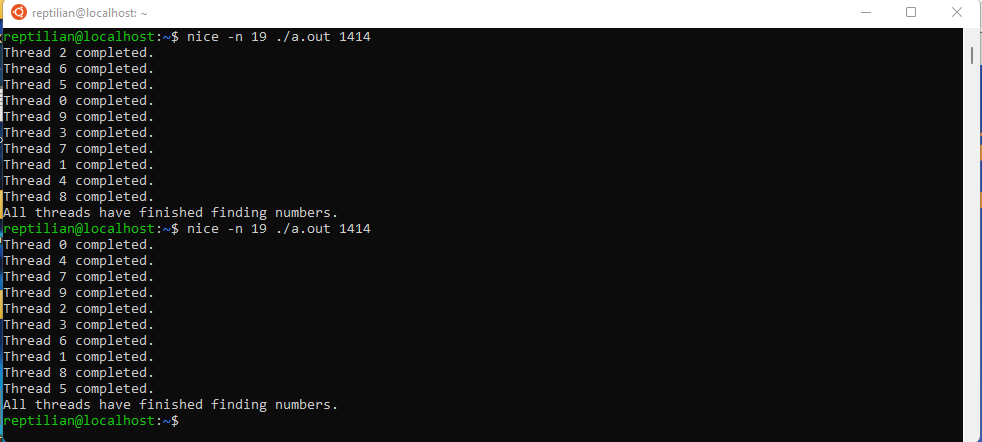 reptilian@localhost: ~
reptilian@localhost:~$ nice -n 19 ./a.out 1414
Thread 2 completed.
Thread 6 completed.
Thread 5 completed.
Thread 0 completed.
Thread 9 completed.
Thread 3 completed.
Thread 7 completed.
Thread 1 completed.
Thread 4 completed.
Thread 8 completed.
All threads have finished finding numbers.
reptilian@localhost:~$ nice -n 19 ./a.out 1414
Thread 0 completed.
Thread 4 completed.
Thread 7 completed.
Thread 9 completed.
Thread 2 completed.
Thread 3 completed.
Thread 6 completed.
Thread 1 completed.
Thread 8 completed.
Thread 5 completed.
All threads have finished finding numbers.
reptilian@localhost:~$